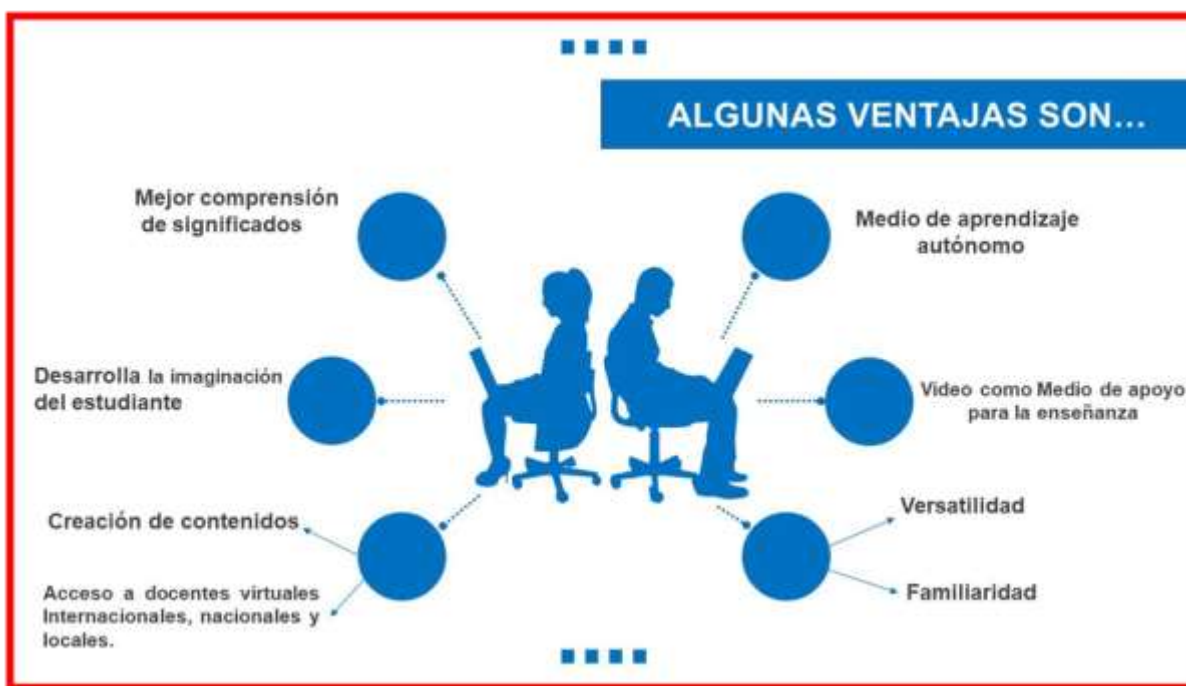 ALGUNAS VENTAJAS SON...
Mejor comprensión
de significados
Desarrolla la imaginación
del estudiante
Creación de contenidos
Acceso a docentes virtuales
Internacionales, nacionales y
locales.
Medio de aprendizaje
autónomo
Video como Medio de apoyo
para la enseñanza
Versatilidad
Familiaridad